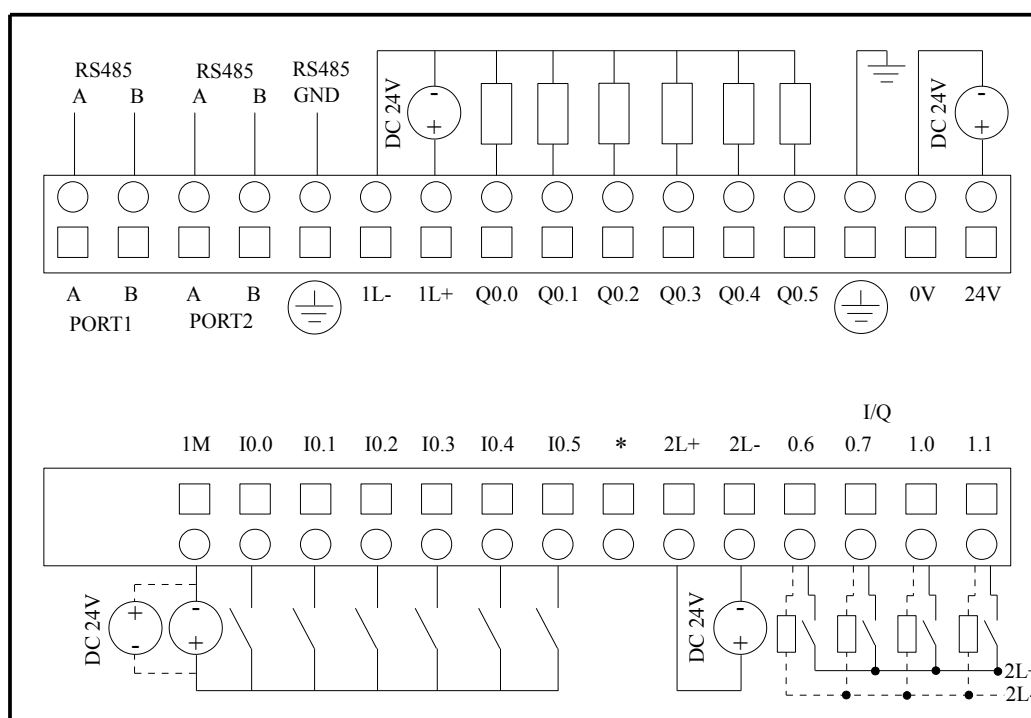 RS485 RS485 RS485
A B A B GND
DC 24V
- +
DC 24V
- +
A B A B 1L- 1L+ Q0.0 Q0.1 Q0.2 Q0.3 Q0.4 Q0.5 0V 24V
PORT1 PORT2
I/Q
1M I0.0 I0.1 I0.2 I0.3 I0.4 I0.5 * 2L+ 2L- 0.6 0.7 1.0 1.1
DC 24V
+ -
- +
DC 24V
- +
2L+
2L-